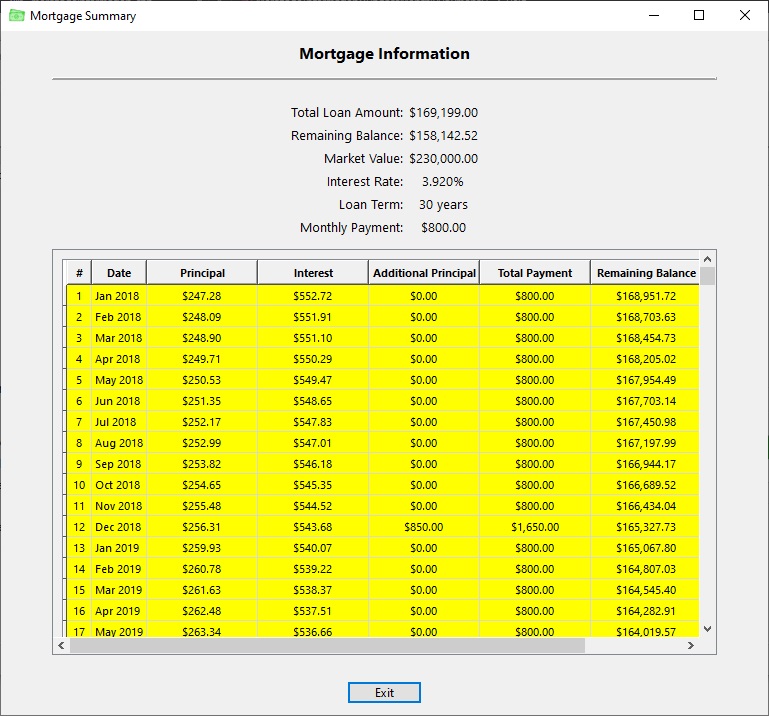 Mortgage Summary
Mortgage Information
Total Loan Amount: $169,199.00
Remaining Balance: $158,142.52
Market Value: $230,000.00
Interest Rate: 3.920%
Loan Term: 30 years
Monthly Payment: $800.00
# Date Principal Interest Additional Principal Total Payment Remaining Balance
1 Jan 2018 $247.28 $552.72 $0.00 $800.00 $168,951.72
2 Feb 2018 $248.09 $551.91 $0.00 $800.00 $168,703.63
3 Mar 2018 $248.90 $551.10 $0.00 $800.00 $168,454.73
4 Apr 2018 $249.71 $550.29 $0.00 $800.00 $168,205.02
5 May 2018 $250.53 $549.47 $0.00 $800.00 $167,954.49
6 Jun 2018 $251.35 $548.65 $0.00 $800.00 $167,703.14
7 Jul 2018 $252.17 $547.83 $0.00 $800.00 $167,450.98
8 Aug 2018 $252.99 $547.01 $0.00 $800.00 $167,197.99
9 Sep 2018 $253.82 $546.18 $0.00 $800.00 $166,944.17
10 Oct 2018 $254.65 $545.35 $0.00 $800.00 $166,689.52
11 Nov 2018 $255.48 $544.52 $0.00 $800.00 $166,434.04
12 Dec 2018 $256.31 $543.68 $850.00 $1,650.00 $165,327.73
13 Jan 2019 $259.93 $540.07 $0.00 $800.00 $165,067.80
14 Feb 2019 $260.78 $539.22 $0.00 $800.00 $164,807.03
15 Mar 2019 $261.63 $538.37 $0.00 $800.00 $164,545.40
16 Apr 2019 $262.48 $537.51 $0.00 $800.00 $164,282.91
17 May 2019 $263.34 $536.66 $0.00 $800.00 $164,019.57
Exit